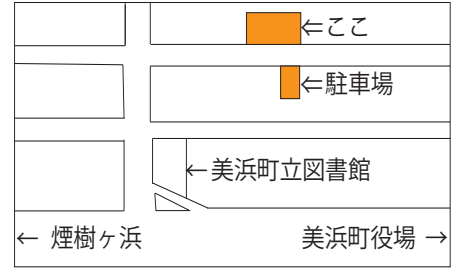 ⇐ここ
⇐駐車場
←美浜町立図書館
← 煙樹ヶ浜
美浜町役場 →